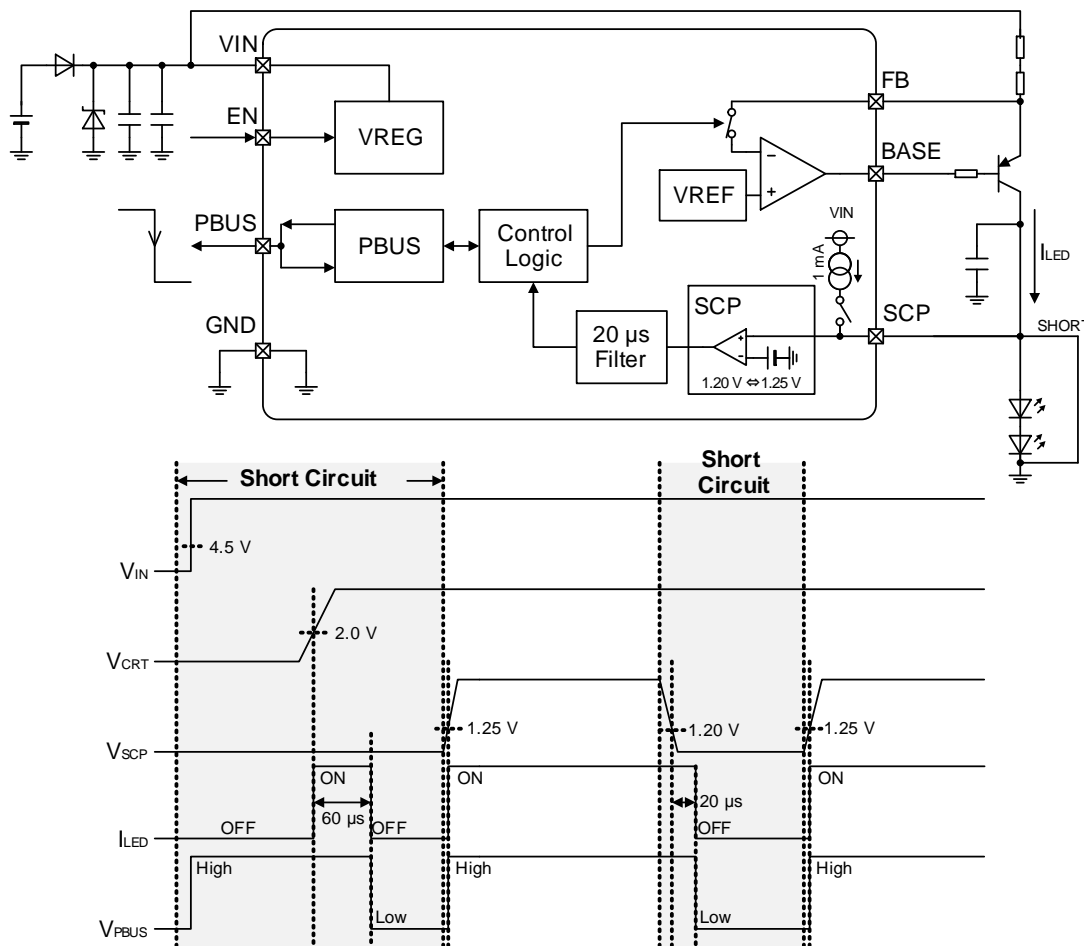 VIN
FB
EN
VREG
BASE
VREF
VIN
1 mA
PBUS
PBUS
Control
Logic
ILED
GND
20 µs
Filter
SCP
1.20 V ⇔ 1.25 V
SCP
SHORT
Short Circuit
Short
Circuit
4.5 V
VIN
2.0 V
VCRT
1.25 V
1.20 V
1.25 V
VSCP
ON
ON
ON
60 µs
20 µs
OFF
OFF
OFF
ILED
High
High
High
Low
Low
VPBUS